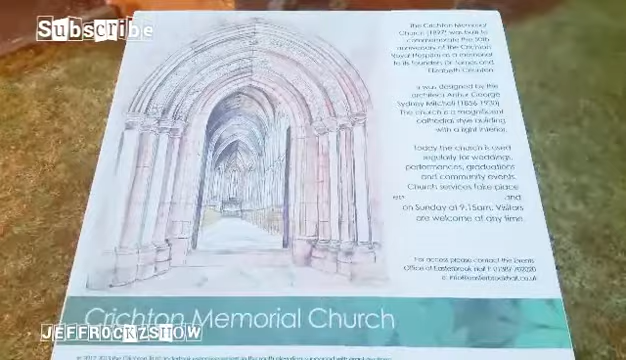 Subscribe
The Crichton Memorial
Church (1897) was built to
commemorate the 50th
anniversary of the Crichton
Royal Hospital as a memorial
to its founders Dr James and
Elizabeth Crichton
It was designed by the
architect Arthur George
Sydney Mitchell (1856-1930).
The church is a magnificent
cathedral style building
with a light interior.
Today the church is used
regularly for weddings,
performances, graduations
and community events.
Church services take place
and
on Sunday at 9.15am. Visitors
are welcome at any time.
For access please contact the Events
Office at Easterbrook Hall
Crichton Memorial Church
JEFFROCKZSHOW